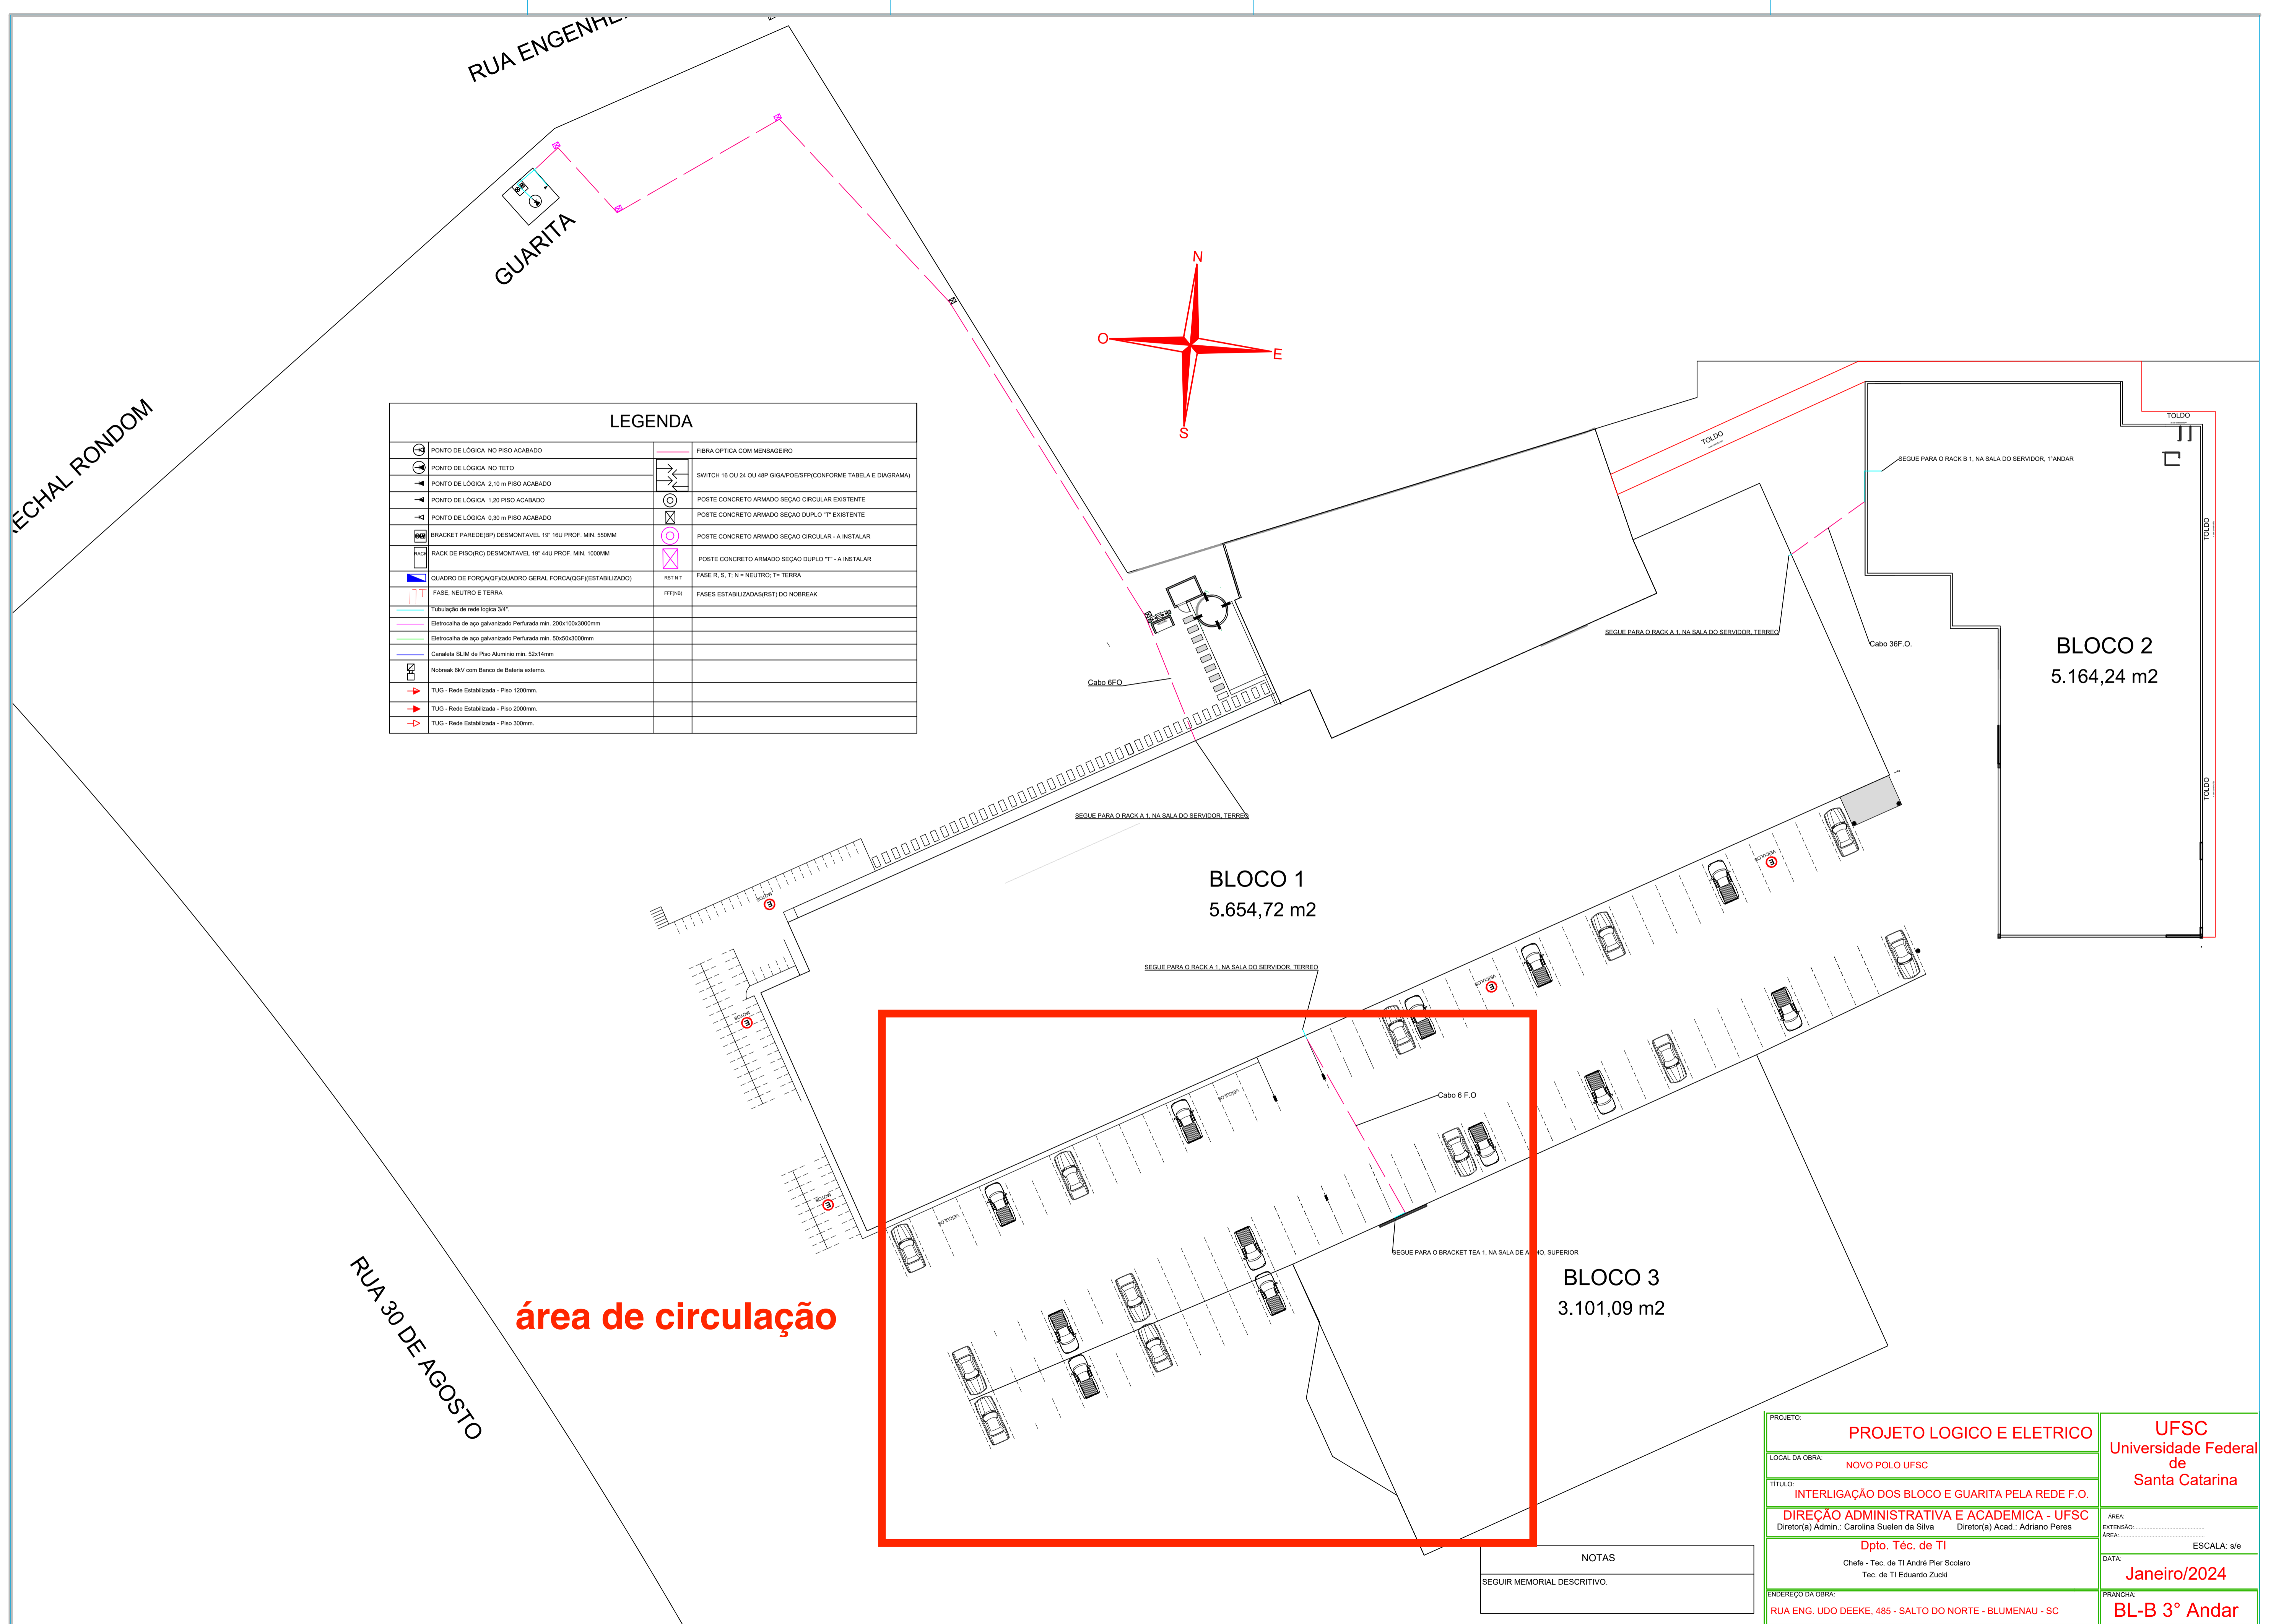 RUA ENGENHE
RECHAL RONDOM
GUARITA
N
O
E
S
LEGENDA
PONTO DE LÓGICA NO PISO ACABADO
FIBRA OPTICA COM MENSAGEIRO
PONTO DE LÓGICA NO TETO
SWITCH 16 OU 24 OU 48P GIGA/POE/SFP(CONFORME TABELA E DIAGRAMA)
PONTO DE LÓGICA 2,10 m PISO ACABADO
PONTO DE LÓGICA 1,20 PISO ACABADO
POSTE CONCRETO ARMADO SEÇAO CIRCULAR EXISTENTE
PONTO DE LÓGICA 0,30 m PISO ACABADO
POSTE CONCRETO ARMADO SEÇAO DUPLO "T" EXISTENTE
BRACKET PAREDE(BP) DESMONTAVEL 19" 16U PROF. MIN. 550MM
POSTE CONCRETO ARMADO SEÇAO CIRCULAR - A INSTALAR
RACK
RACK DE PISO(RC) DESMONTAVEL 19" 44U PROF. MIN. 1000MM
POSTE CONCRETO ARMADO SEÇAO DUPLO "T" - A INSTALAR
QUADRO DE FORÇA(QF)/QUADRO GERAL FORCA(QGF)(ESTABILIZADO)
RST N T
FASE R, S, T; N = NEUTRO; T= TERRA
FASE, NEUTRO E TERRA
FFF(NB)
FASES ESTABILIZADAS(RST) DO NOBREAK
Tubulação de rede logica 3/4".
Eletrocalha de aço galvanizado Perfurada min. 200x100x3000mm
Eletrocalha de aço galvanizado Perfurada min. 50x50x3000mm
Canaleta SLIM de Piso Aluminio min. 52x14mm
Nobreak 6kV com Banco de Bateria externo.
TUG - Rede Estabilizada - Piso 1200mm.
TUG - Rede Estabilizada - Piso 2000mm.
TUG - Rede Estabilizada - Piso 300mm.
TOLDO
TOLDO
TOLDO
TOLDO
SEGUE PARA O RACK B 1, NA SALA DO SERVIDOR, 1°ANDAR
SEGUE PARA O RACK A 1, NA SALA DO SERVIDOR, TERREO
Cabo 36F.O.
BLOCO 2
5.164,24 m2
Cabo 6FO
SEGUE PARA O RACK A 1, NA SALA DO SERVIDOR, TERREO
BLOCO 1
5.654,72 m2
SEGUE PARA O RACK A 1, NA SALA DO SERVIDOR, TERREO
MOTOS
E
MOTOS
E
MOTOS
E
VEICULOS
E
VEICULOS
E
VEICULOS
VEICULOS
Cabo 6 F.O
SEGUE PARA O BRACKET TEA 1, NA SALA DE A HO, SUPERIOR
BLOCO 3
3.101,09 m2
área de circulação
RUA 30 DE AGOSTO
NOTAS
SEGUIR MEMORIAL DESCRITIVO.
PROJETO:
PROJETO LOGICO E ELETRICO
LOCAL DA OBRA:
NOVO POLO UFSC
TÍTULO:
INTERLIGAÇÃO DOS BLOCO E GUARITA PELA REDE F.O.
DIREÇÃO ADMINISTRATIVA E ACADEMICA - UFSC
Diretor(a) Admin.: Carolina Suelen da Silva Diretor(a) Acad.: Adriano Peres
Dpto. Téc. de TI
Chefe - Tec. de TI André Pier Scolaro
Tec. de TI Eduardo Zucki
ENDEREÇO DA OBRA:
RUA ENG. UDO DEEKE, 485 - SALTO DO NORTE - BLUMENAU - SC
UFSC
Universidade Federal
de
Santa Catarina
ÁREA:
EXTENSÃO:
ÁREA:
ESCALA: s/e
DATA:
Janeiro/2024
PRANCHA:
BL-B 3° Andar